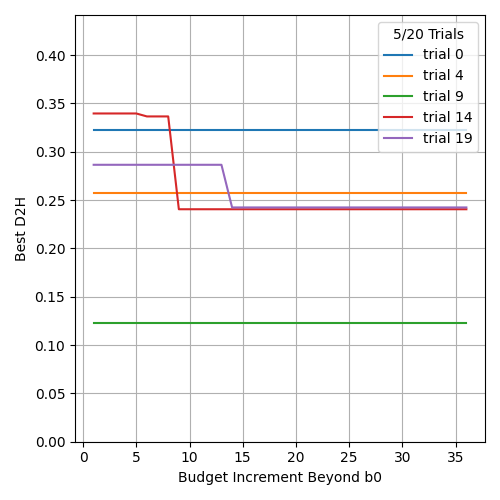 5/20 Trials
trial 0
trial 4
trial 9
trial 14
trial 19
Best D2H
0.40
0.35
0.30
0.25
0.20
0.15
0.10
0.05
0.00
0 5 10 15 20 25 30 35
Budget Increment Beyond b0